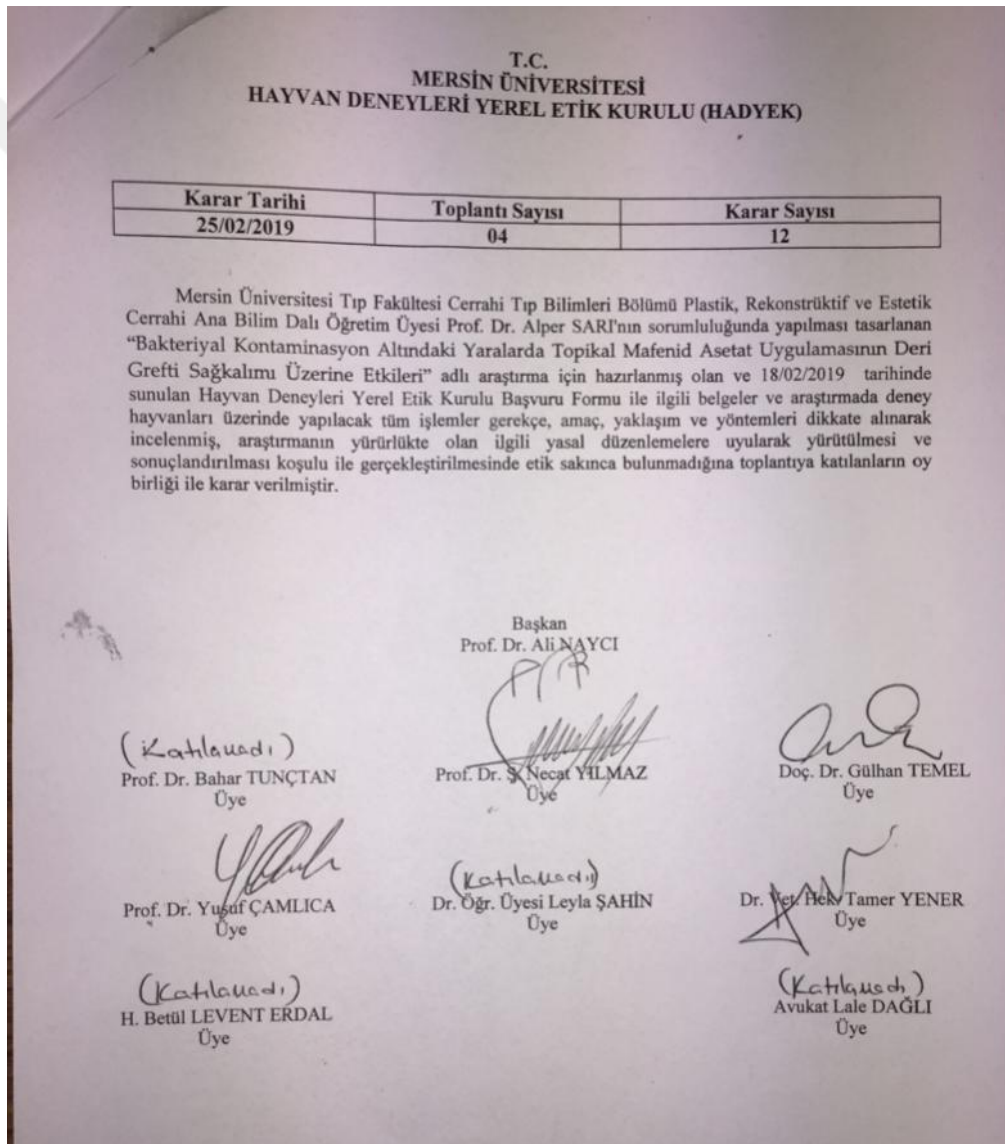 T.C.
MERSİN ÜNİVERSİTESİ
HAYVAN DENEYLERİ YEREL ETİK KURULU (HADYEK)
Karar Tarihi Toplantı Sayısı Karar Sayısı
25/02/2019 04 12
Mersin Üniversitesi Tıp Fakültesi Cerrahi Tıp Bilimleri Bölümü Plastik, Rekonstrüktif ve Estetik
Cerrahi Ana Bilim Dalı Öğretim Üyesi Prof. Dr. Alper SARI'nın sorumluluğunda yapılması tasarlanan
“Bakteriyal Kontaminasyon Altındaki Yaralarda Topikal Mafenid Asetat Uygulamasının Deri
Grefti Sağkalımı Üzerine Etkileri” adlı araştırma için hazırlanmış olan ve 18/02/2019 tarihinde
sunulan Hayvan Deneyleri Yerel Etik Kurulu Başvuru Formu ile ilgili belgeler ve araştırmada deney
hayvanları üzerinde yapılacak tüm işlemler gerekçe, amaç, yaklaşım ve yöntemleri dikkate alınarak
incelenmiş, araştırmanın yürürlükte olan ilgili yasal düzenlemelere uyularak yürütülmesi ve
sonuçlandırılması koşulu ile gerçekleştirilmesinde etik sakınca bulunmadığına toplantıya katılanların oy
birliği ile karar verilmiştir.
Başkan
Prof. Dr. Ali NAYCI
(Katılamadı)
Prof. Dr. Bahar TUNÇTAN Prof. Dr. Ş. Necat YILMAZ Doç. Dr. Gülhan TEMEL
Üye Üye Üye
(Katılamadı)
Prof. Dr. Yusuf ÇAMLICA Dr. Öğr. Üyesi Leyla ŞAHİN Dr. Vet. Hek. Tamer YENER
Üye Üye Üye
(Katılamadı) (Katılamadı)
H. Betül LEVENT ERDAL Avukat Lale DAĞLI
Üye Üye